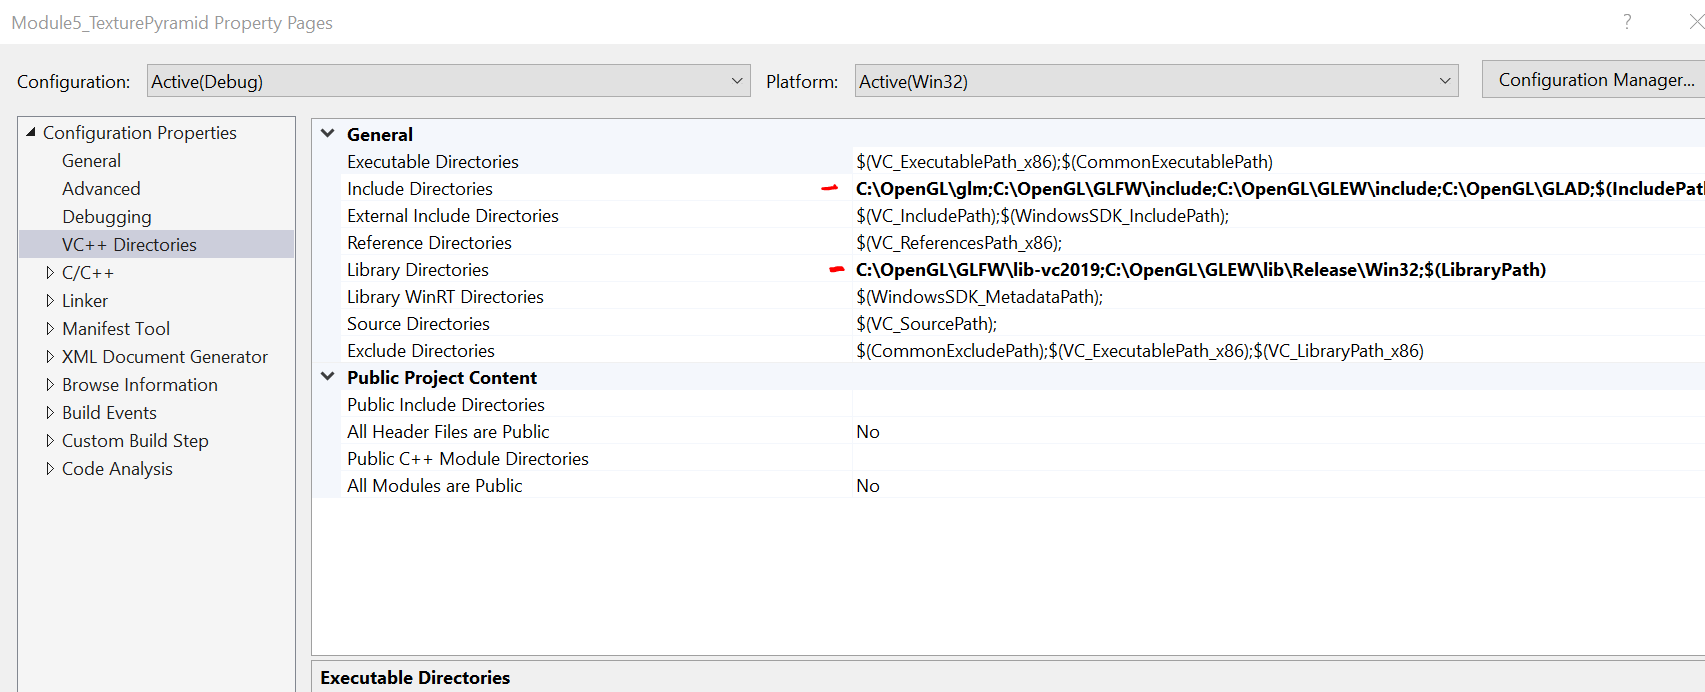 Module5_TexturePyramid Property Pages ? ×
Configuration: Active(Debug) Platform: Active(Win32) Configuration Manager...
Configuration Properties
General
Advanced
Debugging
VC++ Directories
C/C++
Linker
Manifest Tool
XML Document Generator
Browse Information
Build Events
Custom Build Step
Code Analysis
General
Executable Directories $(VC_ExecutablePath_x86);$(CommonExecutablePath)
Include Directories C:\OpenGL\glm;C:\OpenGL\GLFW\include;C:\OpenGL\GLEW\include;C:\OpenGL\GLAD;$(IncludePat
External Include Directories $(VC_IncludePath);$(WindowsSDK_IncludePath);
Reference Directories $(VC_ReferencesPath_x86);
Library Directories C:\OpenGL\GLFW\lib-vc2019;C:\OpenGL\GLEW\lib\Release\Win32;$(LibraryPath)
Library WinRT Directories $(WindowsSDK_MetadataPath);
Source Directories $(VC_SourcePath);
Exclude Directories $(CommonExcludePath);$(VC_ExecutablePath_x86);$(VC_LibraryPath_x86)
Public Project Content
Public Include Directories
All Header Files are Public No
Public C++ Module Directories
All Modules are Public No
Executable Directories